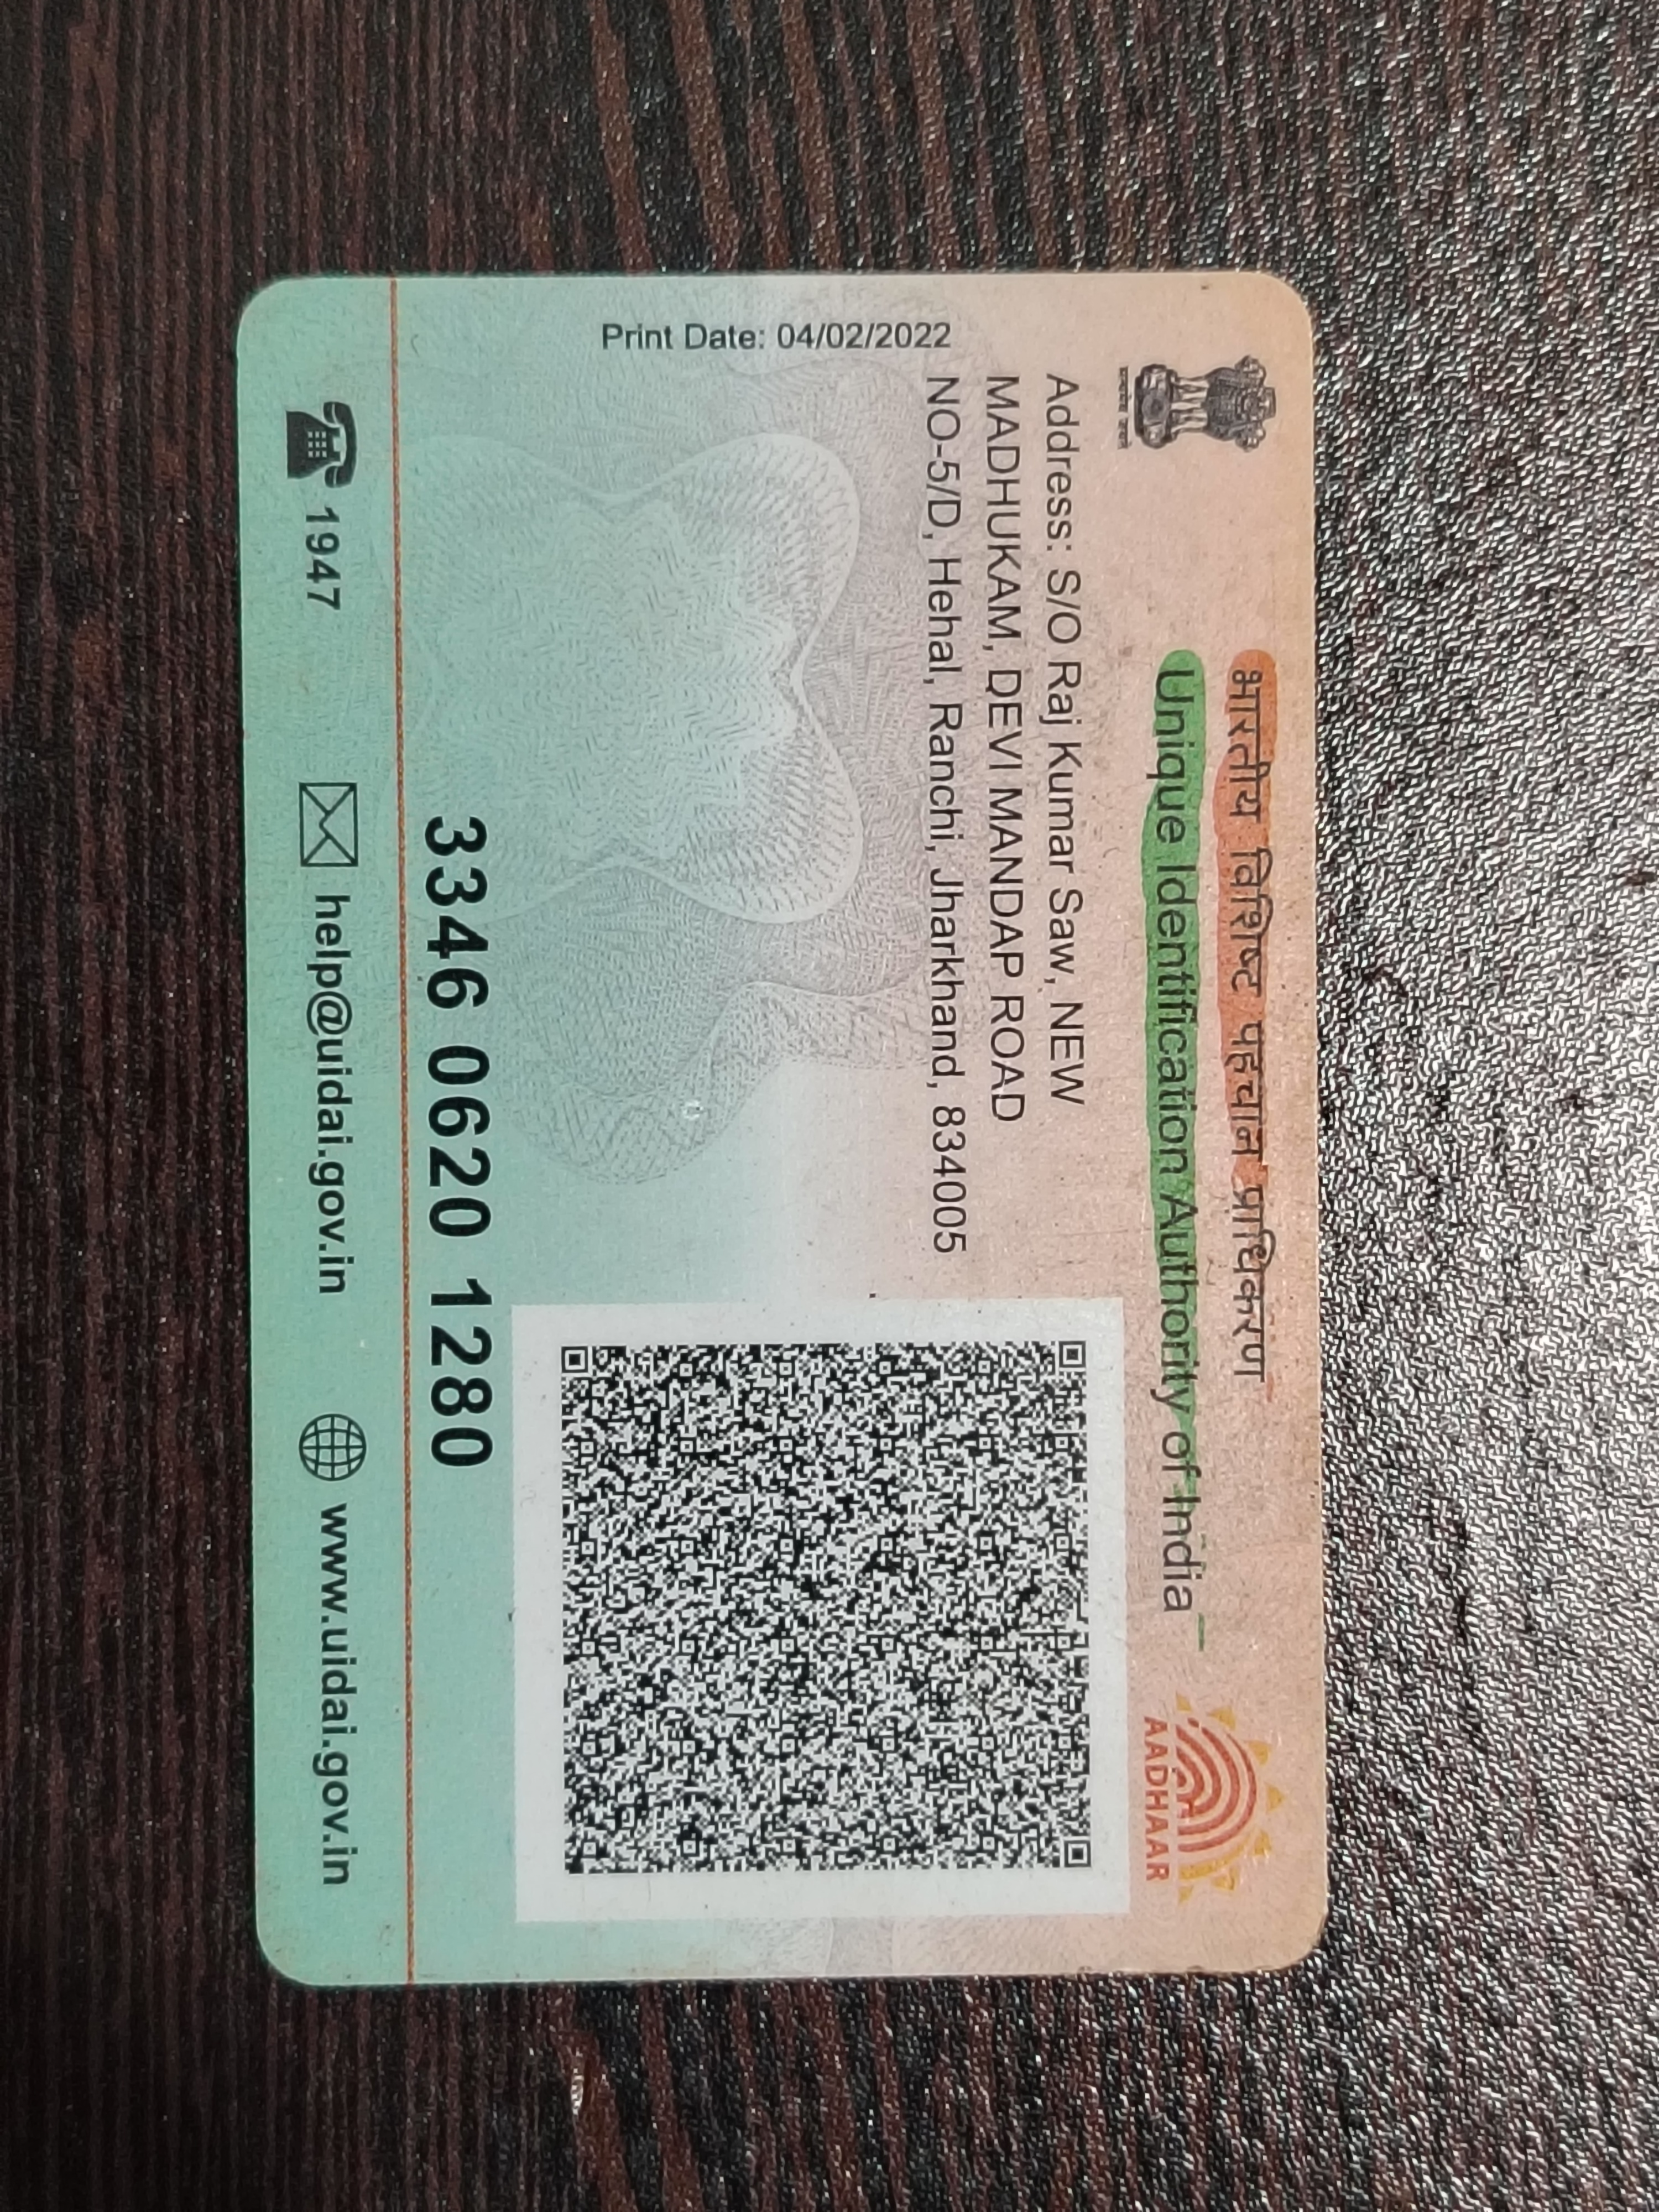 भारतीय विशिष्ट पहचान प्राधिकरण
Unique Identification Authority of India
AADHAAR
Print Date: 04/02/2022
Address: S/O Raj Kumar Saw, NEW
MADHUKAM, DEVI MANDAP ROAD
NO-5/D, Hehal, Ranchi, Jharkhand, 834005
3346 0620 1280
1947
help@uidai.gov.in
www.uidai.gov.in